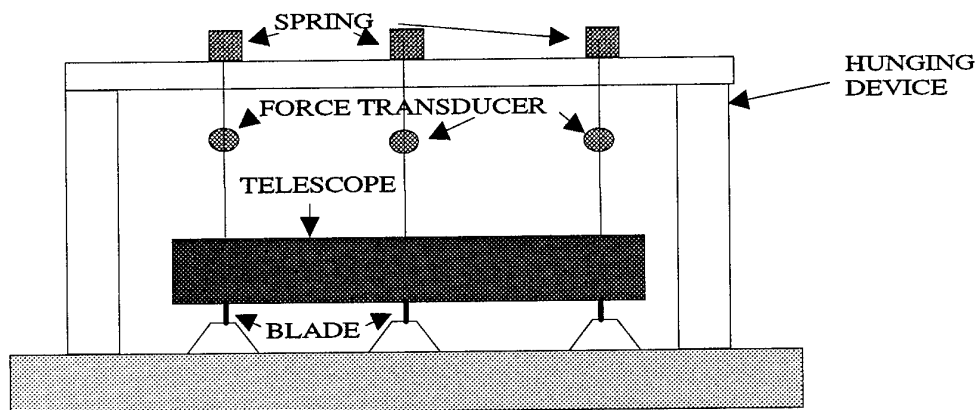 SPRING
HUNGING
DEVICE
FORCE TRANSDUCER
TELESCOPE
BLADE